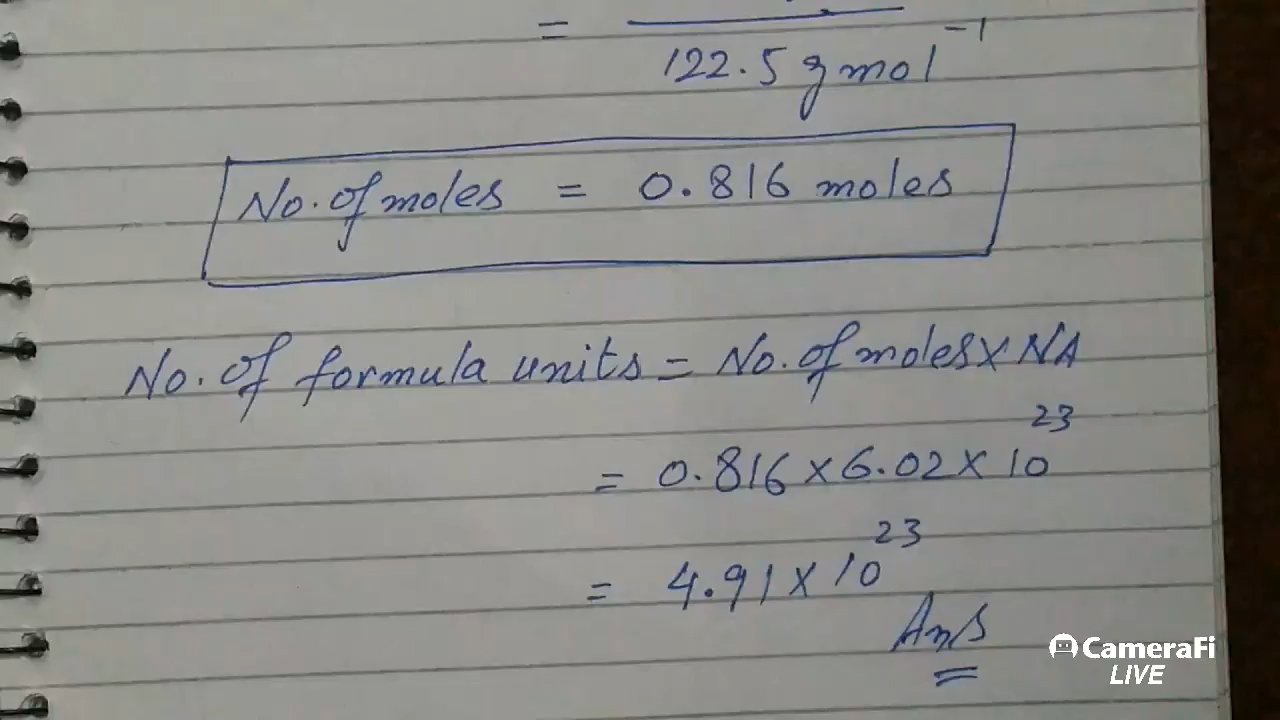 =
122.5 g mol⁻¹
No. of moles = 0.816 moles
No. of formula units = No. of moles × NA
= 0.816 × 6.02 × 10²³
= 4.91 × 10²³
Ans
CameraFi
LIVE